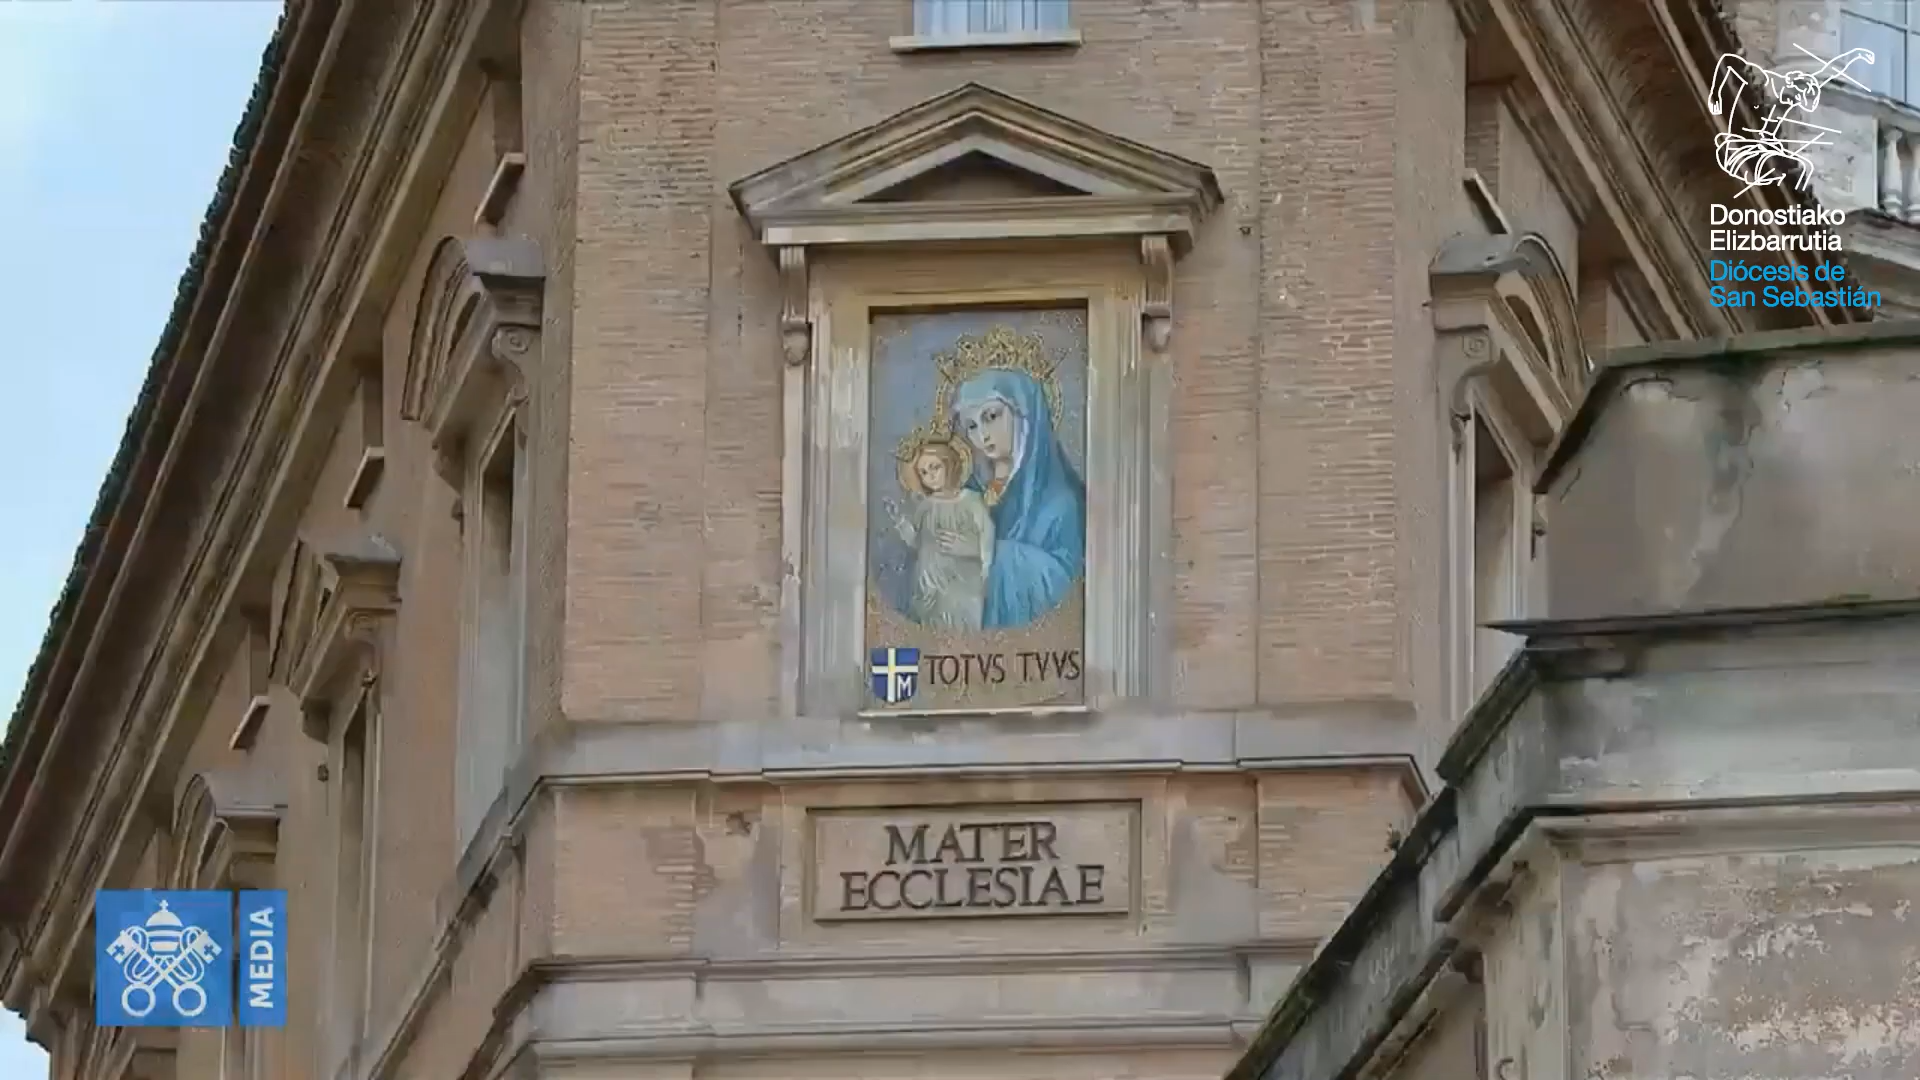 Donostiako
Elizbarrutia
Diócesis de
San Sebastián
M
TOTVS TVVS
MATER
ECCLESIAE
MEDIA